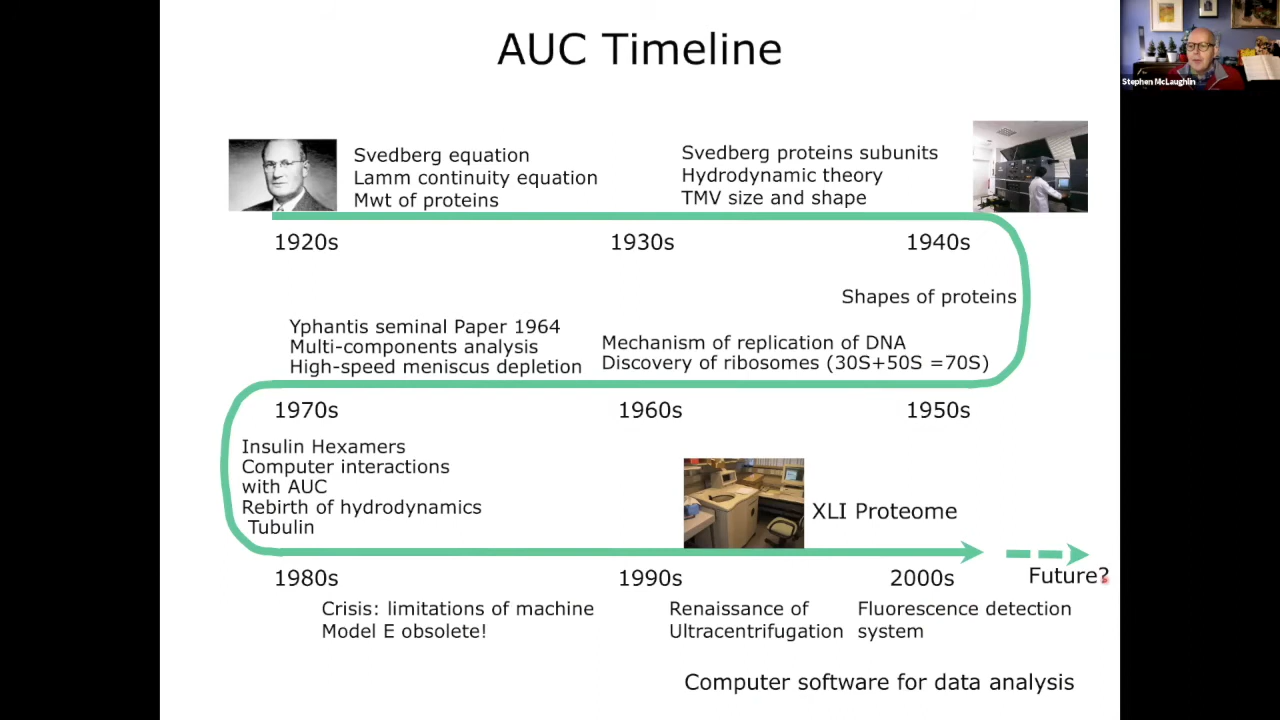 AUC Timeline
Stephen McLaughlin
Svedberg equation
Lamm continuity equation
Mwt of proteins
Svedberg proteins subunits
Hydrodynamic theory
TMV size and shape
1920s
1930s
1940s
Shapes of proteins
Yphantis seminal Paper 1964
Multi-components analysis
High-speed meniscus depletion
Mechanism of replication of DNA
Discovery of ribosomes (30S+50S =70S)
1970s
1960s
1950s
Insulin Hexamers
Computer interactions
with AUC
Rebirth of hydrodynamics
Tubulin
XLI Proteome
1980s
1990s
2000s
Future?
Crisis: limitations of machine
Model E obsolete!
Renaissance of
Ultracentrifugation
Fluorescence detection
system
Computer software for data analysis